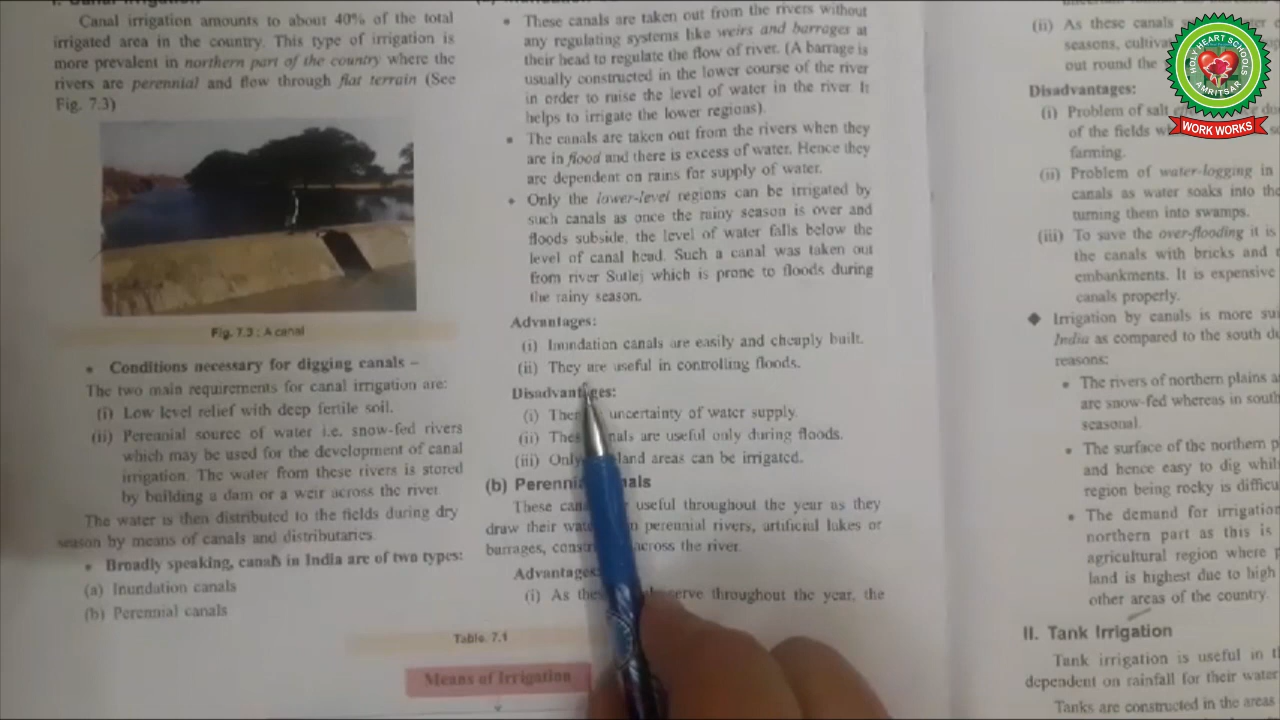 Canal irrigation amounts to about 40% of the total
irrigated area in the country. This type of irrigation is
more prevalent in northern part of the country where the
rivers are perennial and flow through flat terrain (See
Fig. 7.3)
Fig. 7.3 : A canal
• Conditions necessary for digging canals –
The two main requirements for canal irrigation are:
(i) Low level relief with deep fertile soil.
(ii) Perennial source of water i.e. snow-fed rivers
which may be used for the development of canal
irrigation. The water from these rivers is stored
by building a dam or a weir across the river
The water is then distributed to the fields during dry
season by means of canals and distributaries.
• Broadly speaking, canals in India are of two types:
(a) Inundation canals
(b) Perennial canals
Table. 7.1
Means of Irrigation
• These canals are taken out from the rivers without
any regulating systems like weirs and barrages at
their head to regulate the flow of river. (A barrage is
usually constructed in the lower course of the river
in order to raise the level of water in the river. It
helps to irrigate the lower regions).
• The canals are taken out from the rivers when they
are in flood and there is excess of water. Hence they
are dependent on rains for supply of water.
• Only the lower-level regions can be irrigated by
such canals as once the rainy season is over and
floods subside, the level of water falls below the
level of canal head. Such a canal was taken out
from river Sutlej which is prone to floods during
the rainy season.
Advantages:
(i) Inundation canals are easily and cheaply built.
(ii) They are useful in controlling floods.
Disadvantages:
(i) uncertainty of water supply.
(ii) are useful only during floods.
(iii) Only land areas can be irrigated.
(b)
These useful throughout the year as they
draw their perennial rivers, artificial lakes or
barrages, across the river.
Advantages:
(i) As serve throughout the year, the
(ii) As these canals
seasons,
out round the
Disadvantages:
(i) Problem of salt
of the fields
farming.
(ii) Problem of water-logging in
canals as water soaks into the
turning them into swamps.
(iii) To save the over-flooding it is
the canals with bricks and
embankments. It is expensive
canals properly.
◆ Irrigation by canals is more
India as compared to the south
reasons:
• The rivers of northern plains
are snow-fed whereas in south
seasonal.
• The surface of the northern
and hence easy to dig
region being rocky is
• The demand for irrigation
northern part as this is
agricultural region where
land is highest due to high
other areas of the country.
II. Tank Irrigation
Tank irrigation is useful in
dependent on rainfall for their water
Tanks are constructed in the areas
HOLY HEART SCHOOLS
AMRITSAR
WORK WORKS